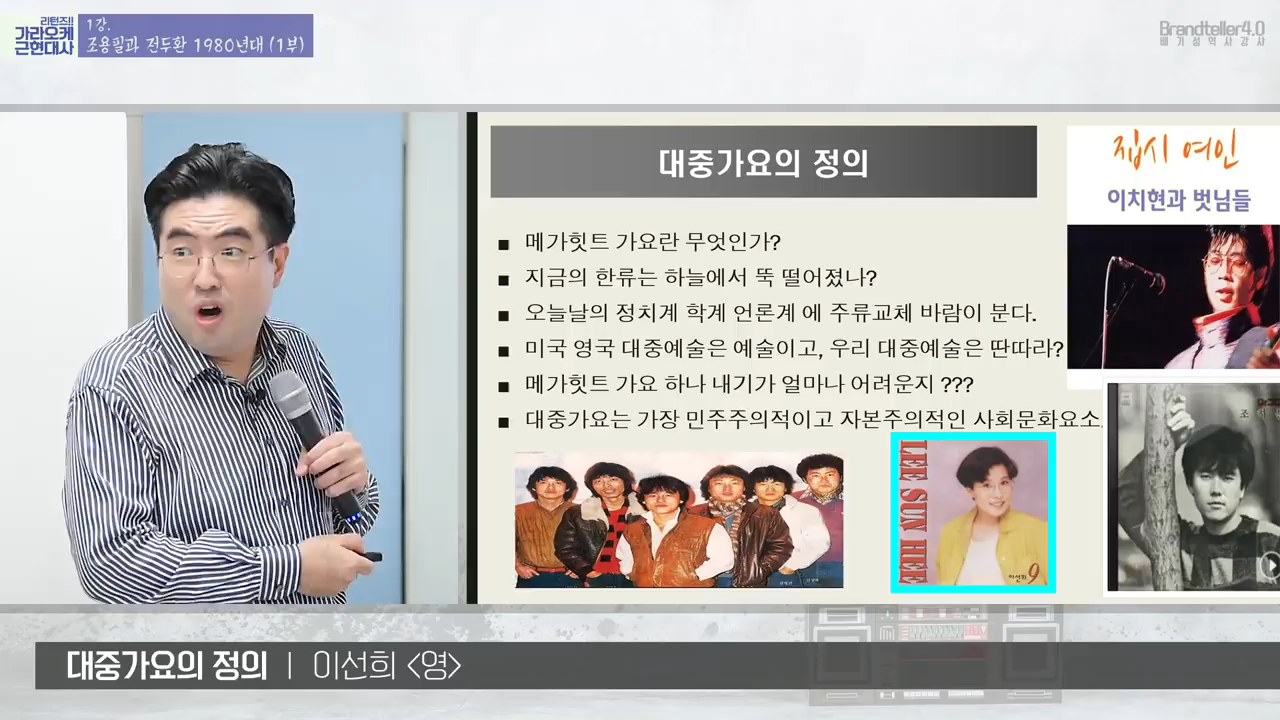 리턴즈!!
가라오케
근현대사
1강.
조용필과 전두환 1980년대 (1부)
Brandteller4.0
배기성역사강사
대중가요의 정의
■ 메가힛트 가요란 무엇인가?
■ 지금의 한류는 하늘에서 뚝 떨어졌나?
■ 오늘날의 정치계 학계 언론계 에 주류교체 바람이 분다.
■ 미국 영국 대중예술은 예술이고, 우리 대중예술은 딴따라?
■ 메가힛트 가요 하나 내기가 얼마나 어려운지 ???
■ 대중가요는 가장 민주주의적이고 자본주의적인 사회문화요소
집시 여인
이치현과 벗님들
LEE SUN HEE
이선희 9
대중가요의 정의 | 이선희 <영>